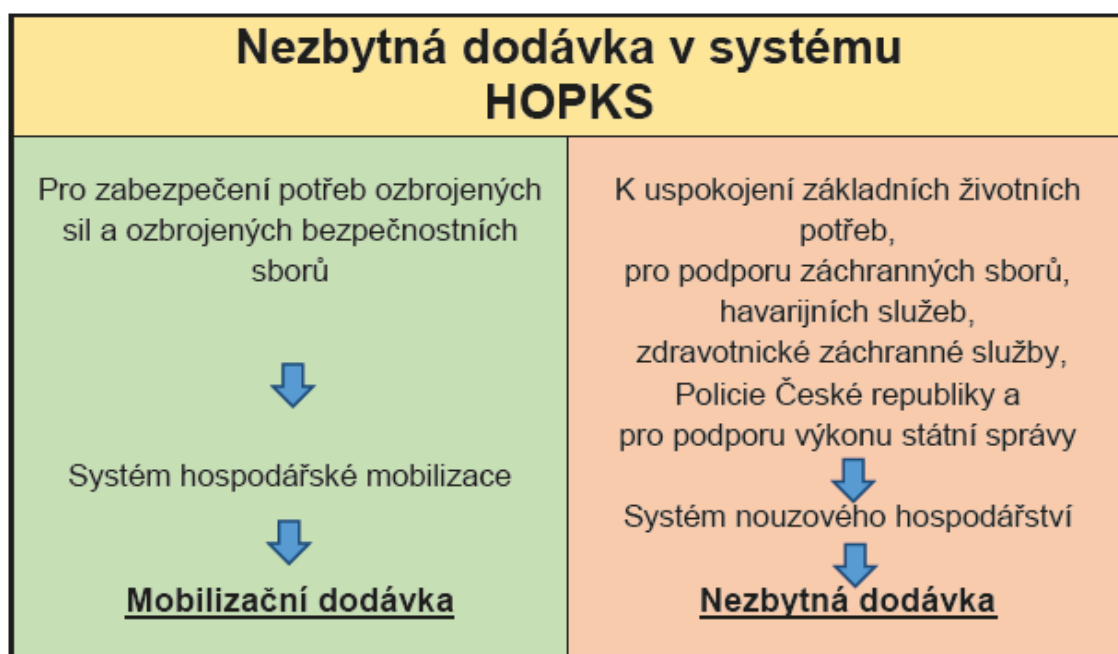 Nezbytná dodávka v systému
HOPKS
Pro zabezpečení potřeb ozbrojených
sil a ozbrojených bezpečnostních
sborů
Systém hospodářské mobilizace
Mobilizační dodávka
K uspokojení základních životních
potřeb,
pro podporu záchranných sborů,
havarijních služeb,
zdravotnické záchranné služby,
Policie České republiky a
pro podporu výkonu státní správy
Systém nouzového hospodářství
Nezbytná dodávka